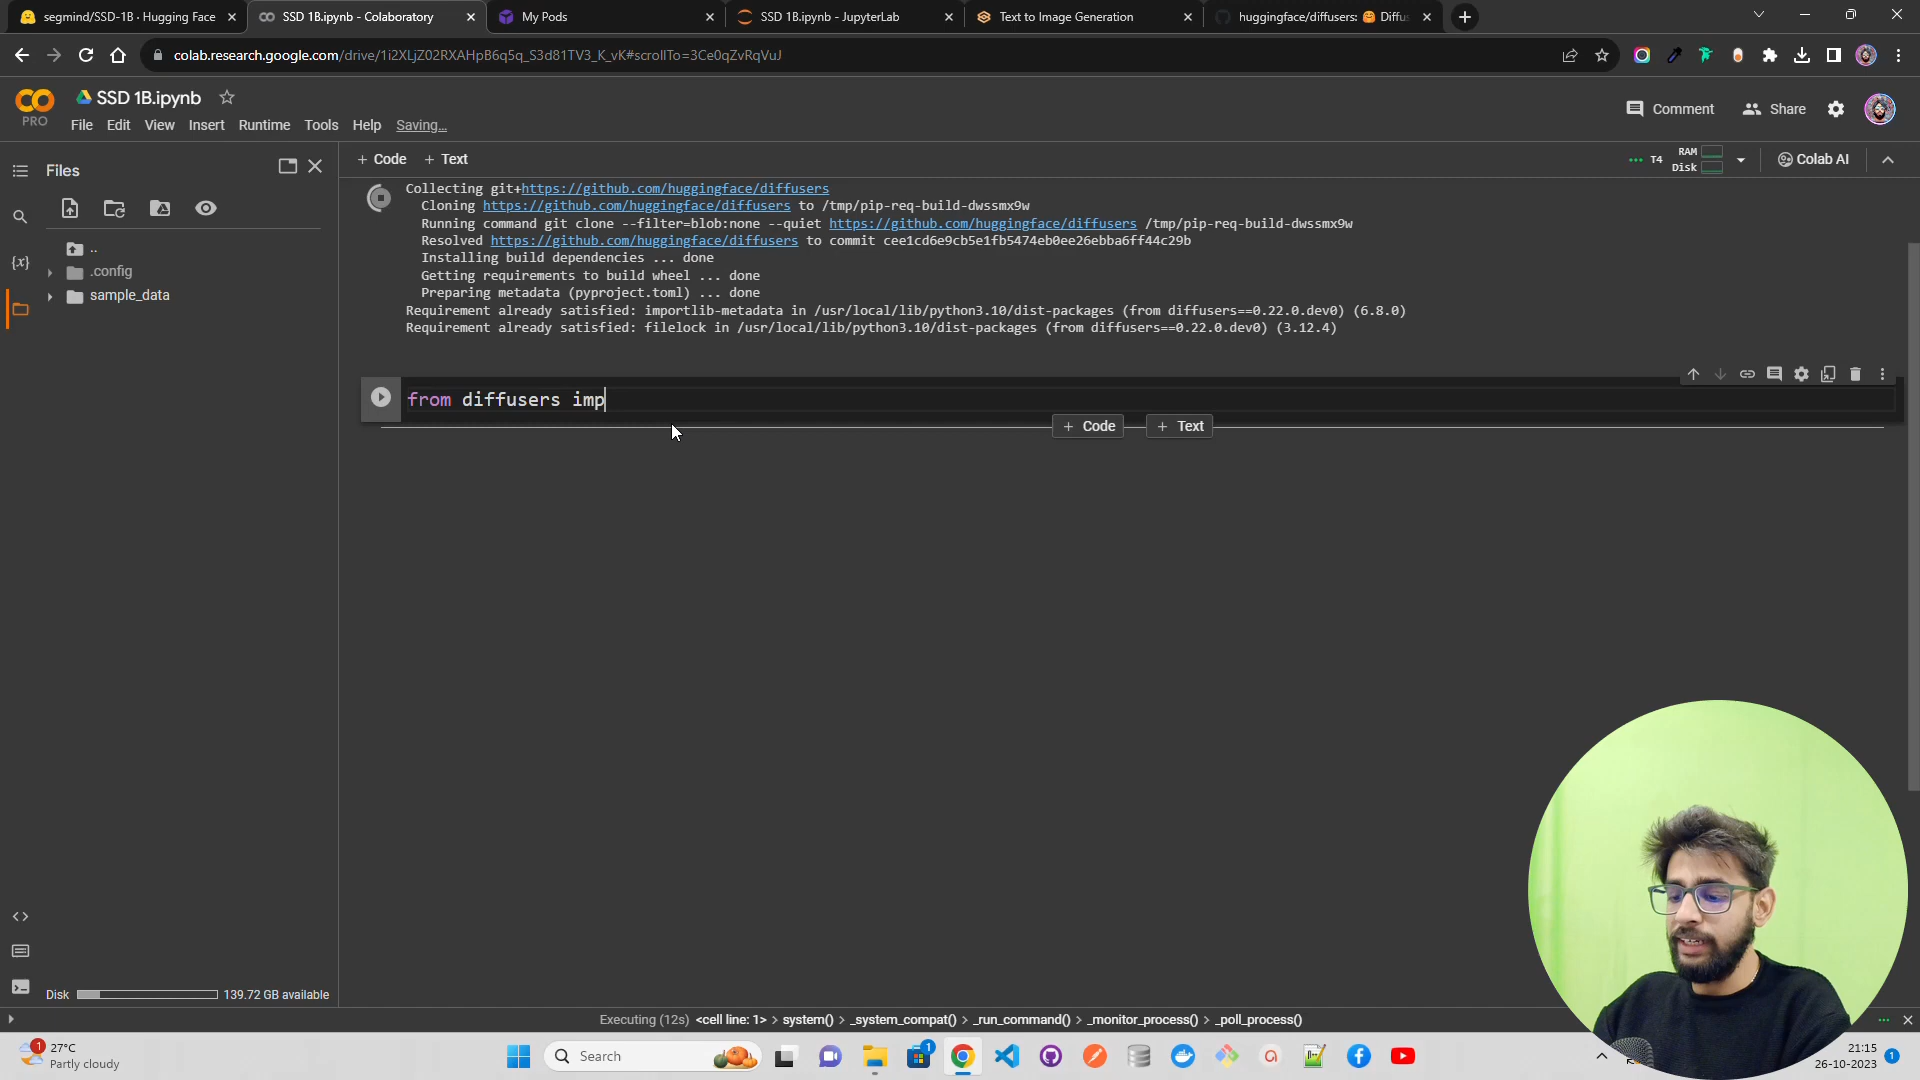 segmind/SSD-1B · Hugging Face
SSD 1B.ipynb - Colaboratory
My Pods
SSD 1B.ipynb - JupyterLab
Text to Image Generation
huggingface/diffusers: 🤗 Diffus
colab.research.google.com/drive/1i2XLjZ02RXAHpB6q5q_S3d81TV3_K_vK#scrollTo=3Ce0qZvRqVuJ
CO
PRO
SSD 1B.ipynb
Comment
Share
File Edit View Insert Runtime Tools Help Saving...
Files
+ Code + Text
T4
RAM
Disk
Colab AI
..
.config
sample_data
Collecting git+https://github.com/huggingface/diffusers
Cloning https://github.com/huggingface/diffusers to /tmp/pip-req-build-dwssmx9w
Running command git clone --filter=blob:none --quiet https://github.com/huggingface/diffusers /tmp/pip-req-build-dwssmx9w
Resolved https://github.com/huggingface/diffusers to commit cee1cd6e9cb5e1fb5474eb0ee26ebba6ff44c29b
Installing build dependencies ... done
Getting requirements to build wheel ... done
Preparing metadata (pyproject.toml) ... done
Requirement already satisfied: importlib-metadata in /usr/local/lib/python3.10/dist-packages (from diffusers==0.22.0.dev0) (6.8.0)
Requirement already satisfied: filelock in /usr/local/lib/python3.10/dist-packages (from diffusers==0.22.0.dev0) (3.12.4)
from diffusers imp
+ Code + Text
{x}
Disk 139.72 GB available
Executing (12s) <cell line: 1> > system() > _system_compat() > _run_command() > _monitor_process() > _poll_process()
1
27°C
Partly cloudy
Search
1
21:15
26-10-2023
1